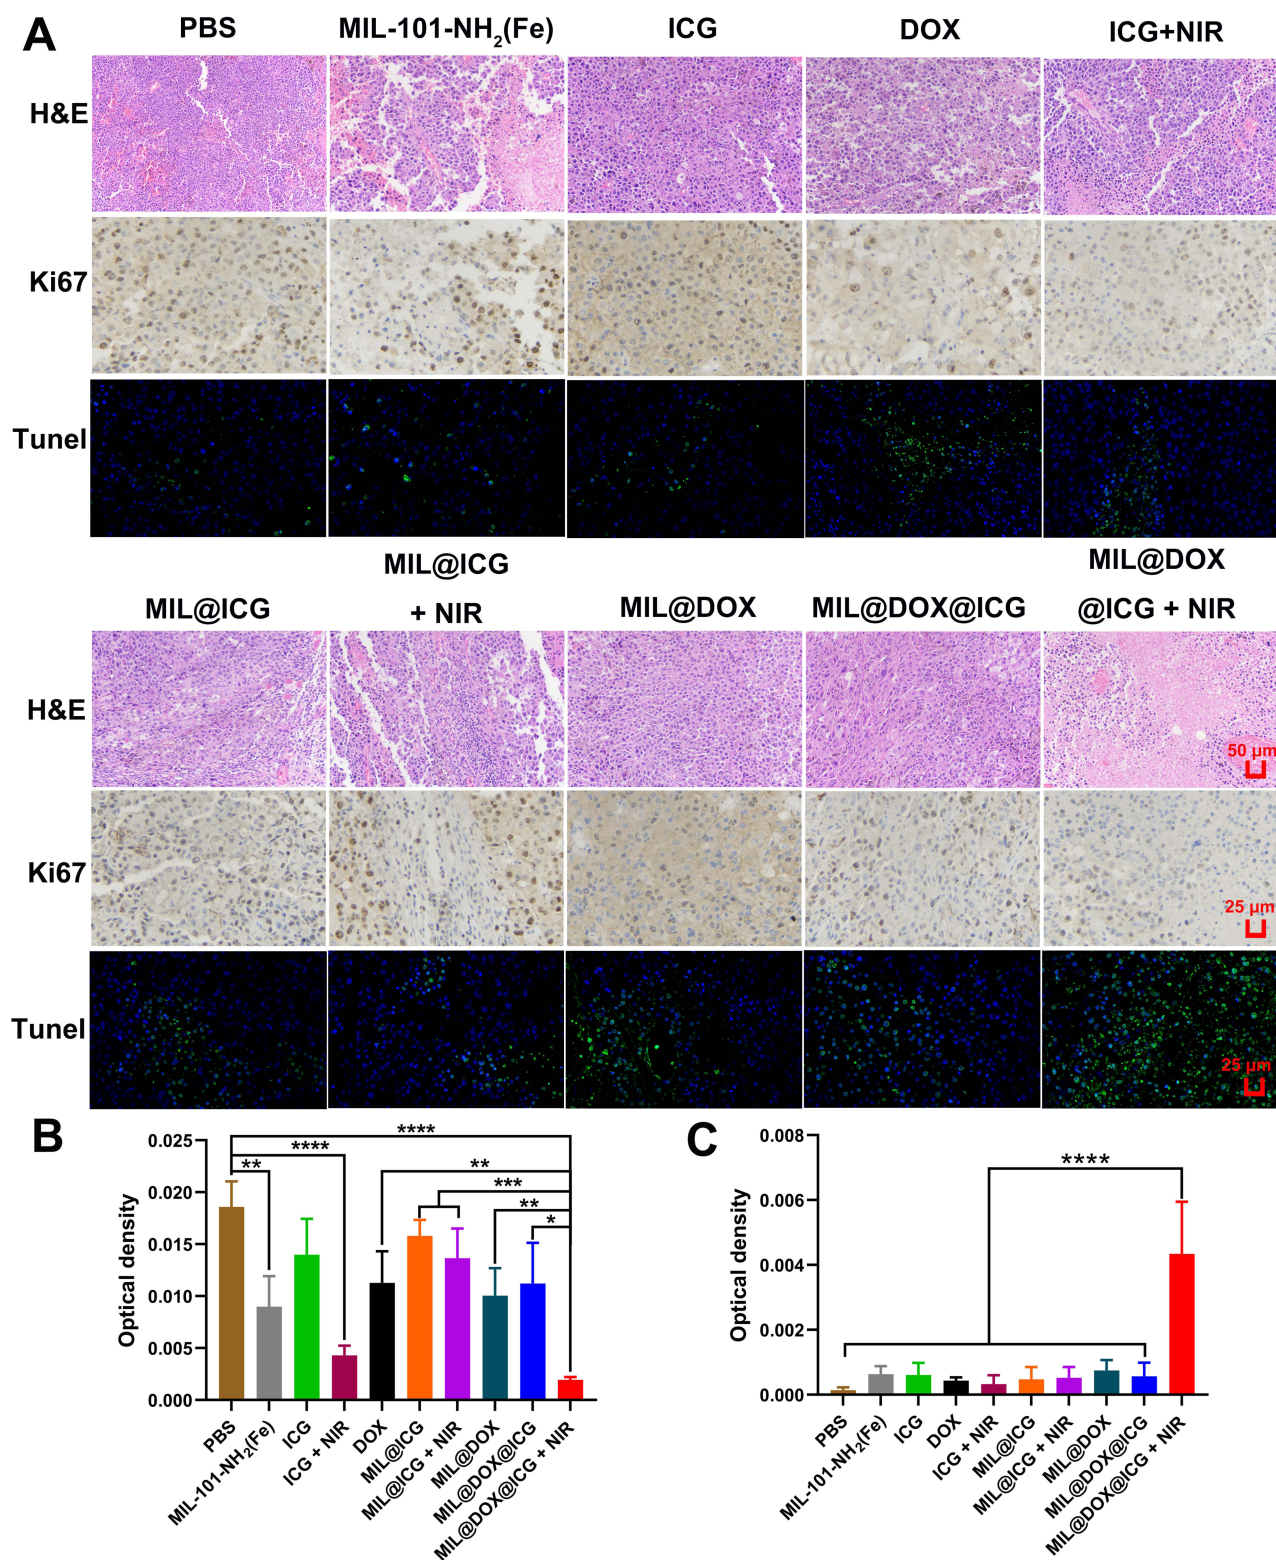 A
PBS
MIL-101-NH2(Fe)
ICG
DOX
ICG+NIR
H&E
Ki67
Tunel
MIL@ICG
MIL@ICG
+ NIR
MIL@DOX
MIL@DOX@ICG
MIL@DOX
@ICG + NIR
H&E
50 µm
Ki67
25 µm
Tunel
25 µm
B
Optical density
0.025
0.020
0.015
0.010
0.005
0.000
****
****
**
**
***
**
*
PBS
MIL-101-NH2(Fe)
ICG
ICG + NIR
DOX
MIL@ICG
MIL@ICG + NIR
MIL@DOX
MIL@DOX@ICG
MIL@DOX@ICG + NIR
C
Optical density
0.008
0.006
0.004
0.002
0.000
****
PBS
MIL-101-NH2(Fe)
ICG
DOX
ICG + NIR
MIL@ICG
MIL@ICG + NIR
MIL@DOX
MIL@DOX@ICG
MIL@DOX@ICG + NIR